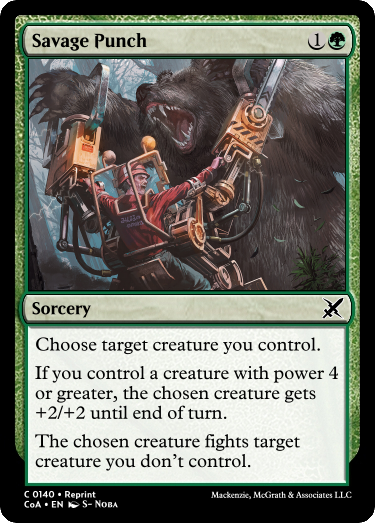 Savage Punch 1
Sorcery
Choose target creature you control.
If you control a creature with power 4
or greater, the chosen creature gets
+2/+2 until end of turn.
The chosen creature fights target
creature you don't control.
C 0140 • Reprint
CoA • EN S- Noba
Mackenzie, McGrath & Associates LLC